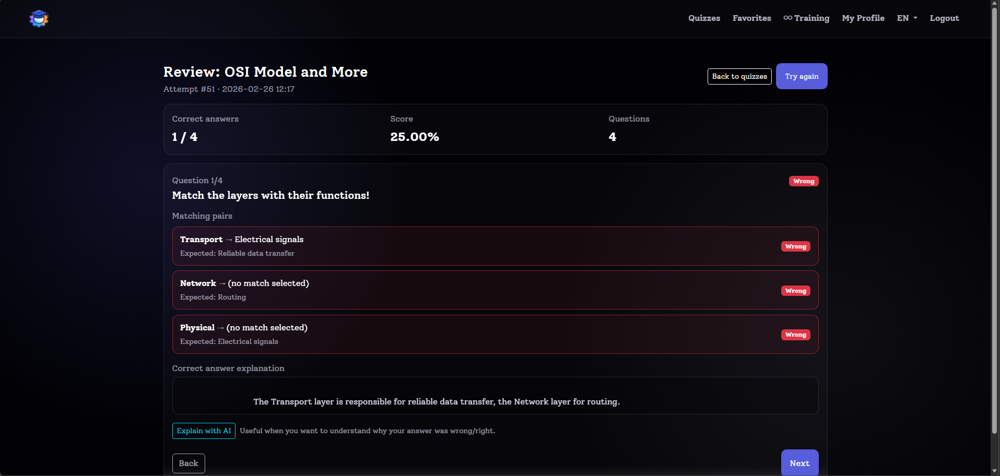 Quizzes Favorites ∞ Training My Profile EN Logout
Review: OSI Model and More
Attempt #51 · 2026-02-26 12:17
Back to quizzes
Try again
Correct answers
1 / 4
Score
25.00%
Questions
4
Question 1/4
Wrong
Match the layers with their functions!
Matching pairs
Transport → Electrical signals
Expected: Reliable data transfer
Wrong
Network → (no match selected)
Expected: Routing
Wrong
Physical → (no match selected)
Expected: Electrical signals
Wrong
Correct answer explanation
The Transport layer is responsible for reliable data transfer, the Network layer for routing.
Explain with AI
Useful when you want to understand why your answer was wrong/right.
Back
Next